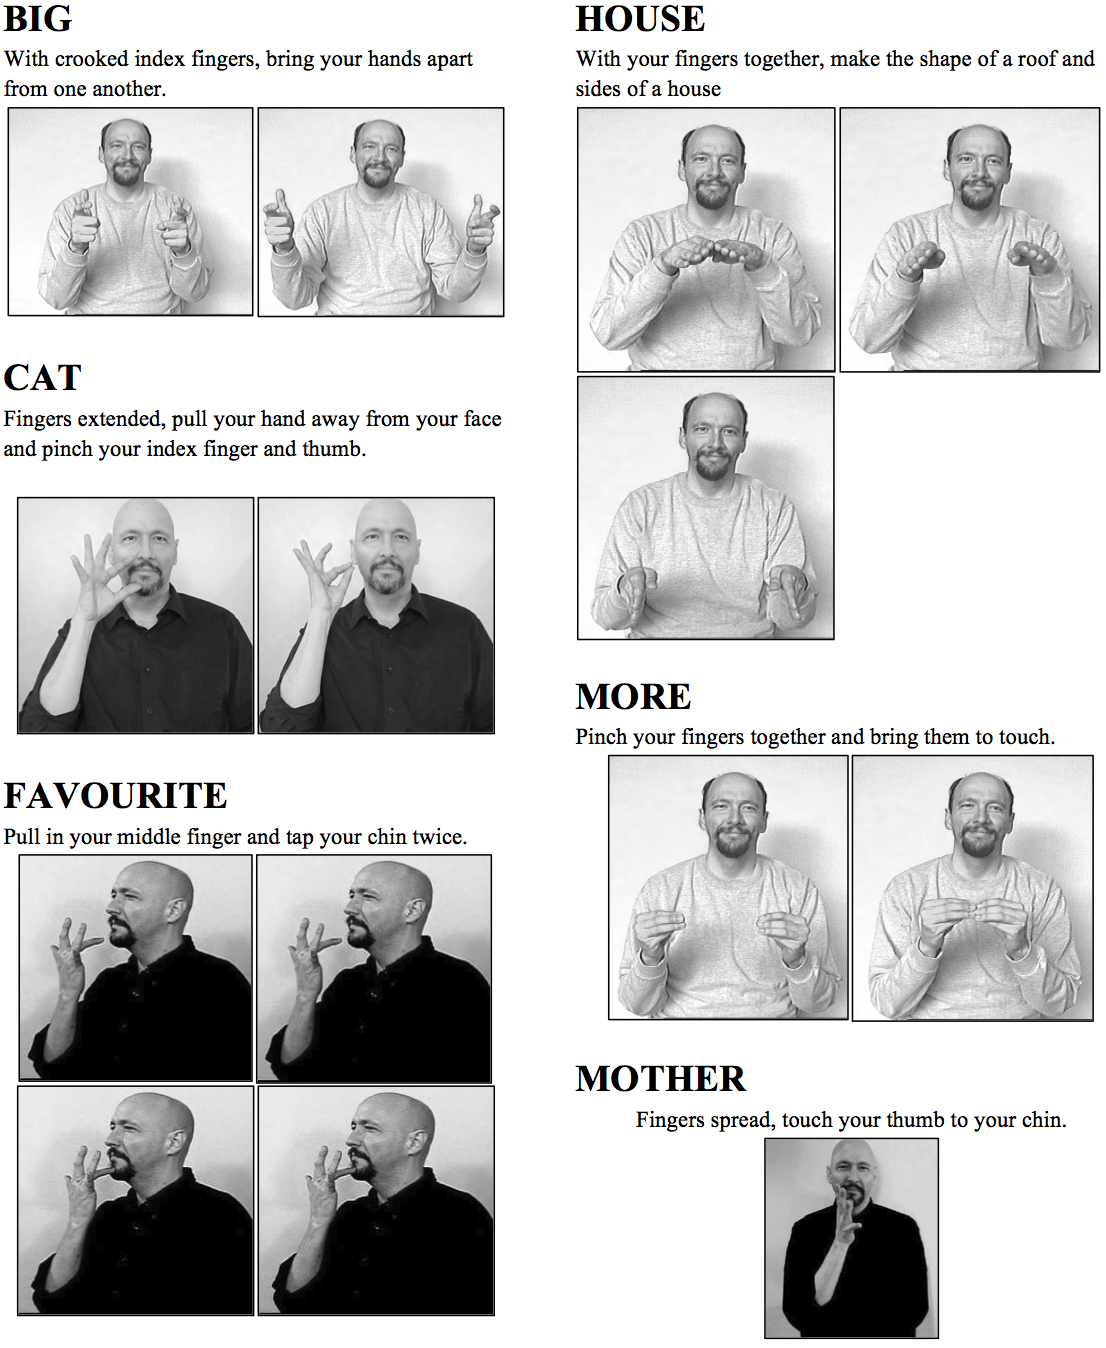 BIG
With crooked index fingers, bring your hands apart
from one another.
CAT
Fingers extended, pull your hand away from your face
and pinch your index finger and thumb.
FAVOURITE
Pull in your middle finger and tap your chin twice.
HOUSE
With your fingers together, make the shape of a roof and
sides of a house
MORE
Pinch your fingers together and bring them to touch.
MOTHER
Fingers spread, touch your thumb to your chin.